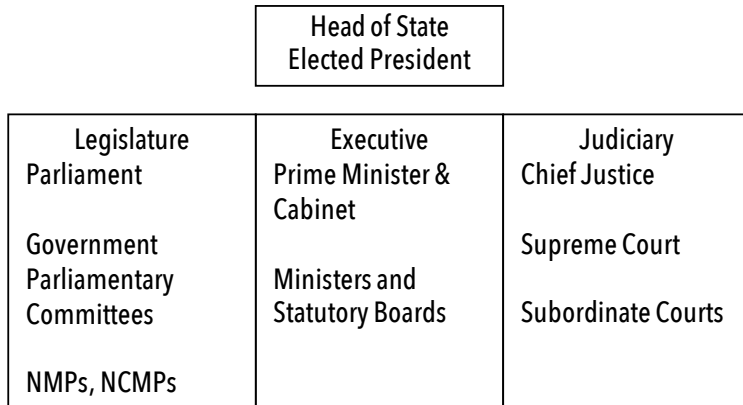 Head of State
Elected President
Legislature
Parliament
Government
Parliamentary
Committees
NMPs, NCMPs
Executive
Prime Minister &
Cabinet
Ministers and
Statutory Boards
Judiciary
Chief Justice
Supreme Court
Subordinate Courts